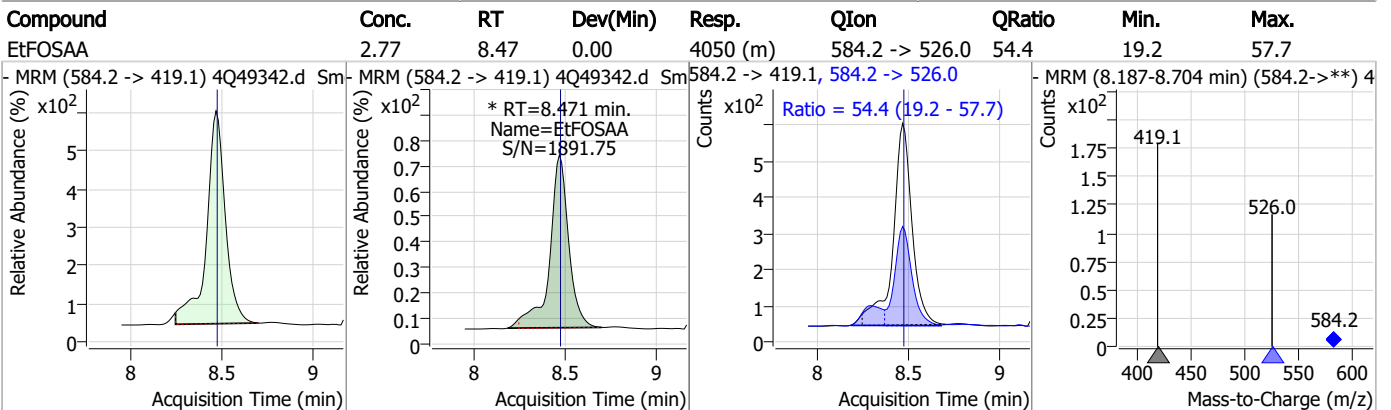 Compound Conc. RT Dev(Min) Resp. QIon QRatio Min. Max.
EtFOSAA 2.77 8.47 0.00 4050 (m) 584.2 -> 526.0 54.4 19.2 57.7
- MRM (584.2 -> 419.1) 4Q49342.d Sm
x10²
Relative Abundance (%)
5
4
3
2
1
0
8 8.5 9
Acquisition Time (min)
- MRM (584.2 -> 419.1) 4Q49342.d Sm
x10²
* RT=8.471 min.
Name=EtFOSAA
S/N=1891.75
Relative Abundance (%)
0.8
0.7
0.6
0.5
0.4
0.3
0.2
0.1
0
8 8.5 9
Acquisition Time (min)
584.2 -> 419.1, 584.2 -> 526.0
x10²
Ratio = 54.4 (19.2 - 57.7)
Counts
5
4
3
2
1
0
8 8.5 9
Acquisition Time (min)
- MRM (8.187-8.704 min) (584.2->**) 4
x10²
Counts
419.1
526.0
584.2
1.75
1.5
1.25
1
0.75
0.5
0.25
0
400 450 500 550 600
Mass-to-Charge (m/z)